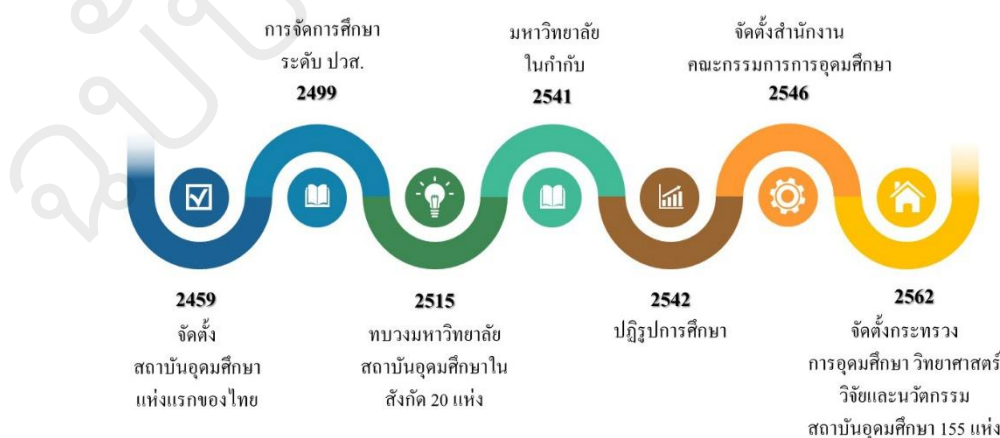 การจัดการศึกษา
ระดับ ปวส.
2499
มหาวิทยาลัย
ในกำกับ
2541
จัดตั้งสำนักงาน
คณะกรรมการการอุดมศึกษา
2546
2459
จัดตั้ง
สถาบันอุดมศึกษา
แห่งแรกของไทย
2515
ทบวงมหาวิทยาลัย
สถาบันอุดมศึกษาใน
สังกัด 20 แห่ง
2542
ปฏิรูปการศึกษา
2562
จัดตั้งกระทรวง
การอุดมศึกษา วิทยาศาสตร์
วิจัยและนวัตกรรม
สถาบันอุดมศึกษา 155 แห่ง